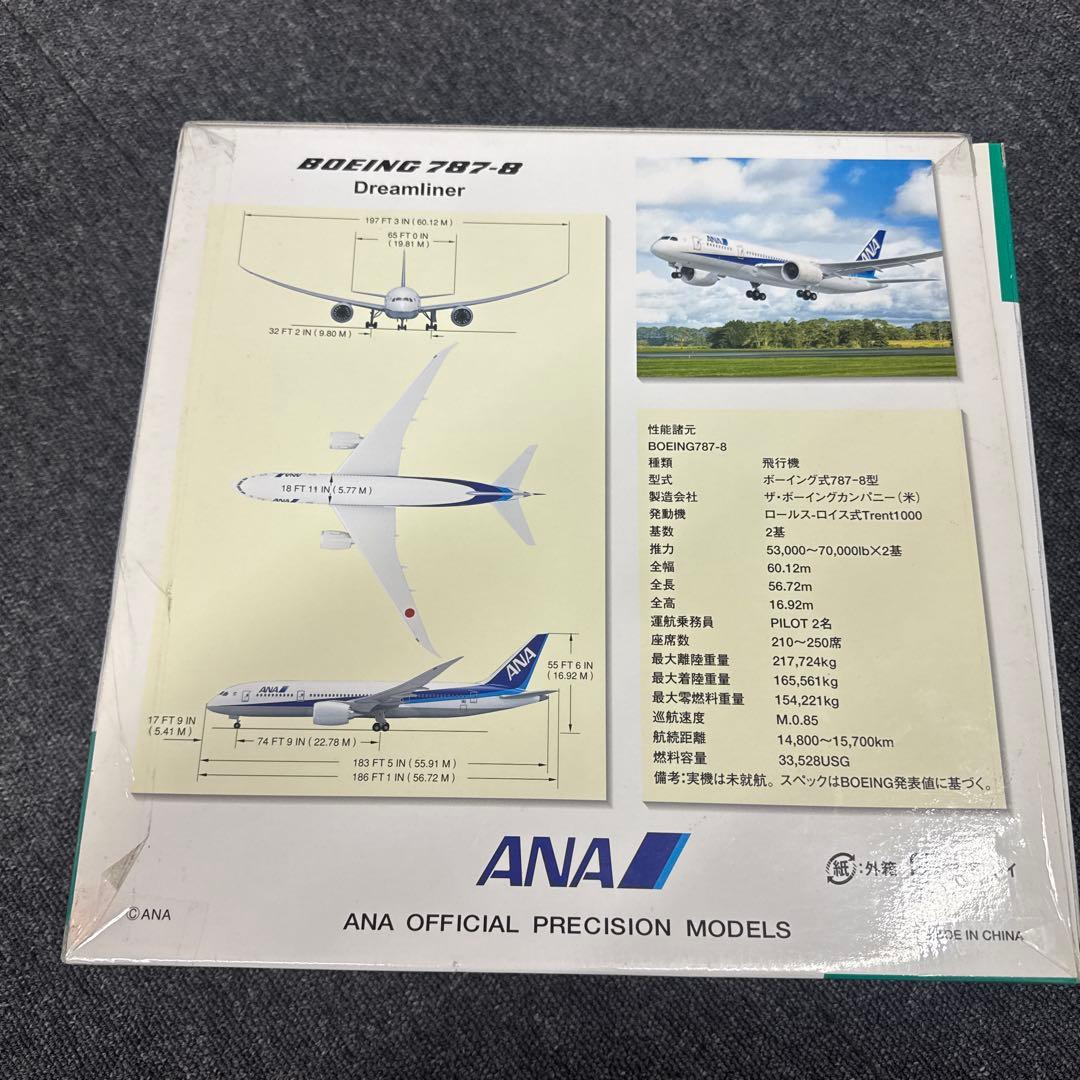 BOEING 787-8
Dreamliner
197 FT 3 IN (60.12 M)
65 FT 0 IN
(19.81 M)
32 FT 2 IN (9.80 M)
18 FT 11 IN (5.77 M)
ANA
ANA
55 FT 6 IN
(16.92 M)
17 FT 9 IN
(5.41 M)
74 FT 9 IN (22.78 M)
183 FT 5 IN (55.91 M)
186 FT 1 IN (56.72 M)
ANA
ANA
性能諸元
BOEING787-8
種類 飛行機
型式 ボーイング式787-8型
製造会社 ザ・ボーイングカンパニー(米)
発動機 ロールス-ロイス式Trent1000
基数 2基
推力 53,000〜70,000lb×2基
全幅 60.12m
全長 56.72m
全高 16.92m
運航乗務員 PILOT 2名
座席数 210〜250席
最大離陸重量 217,724kg
最大着陸重量 165,561kg
最大零燃料重量 154,221kg
巡航速度 M.0.85
航続距離 14,800〜15,700km
燃料容量 33,528USG
備考:実機は未就航。スペックはBOEING発表値に基づく。
ANA
紙:外箱
©ANA
ANA OFFICIAL PRECISION MODELS
MADE IN CHINA